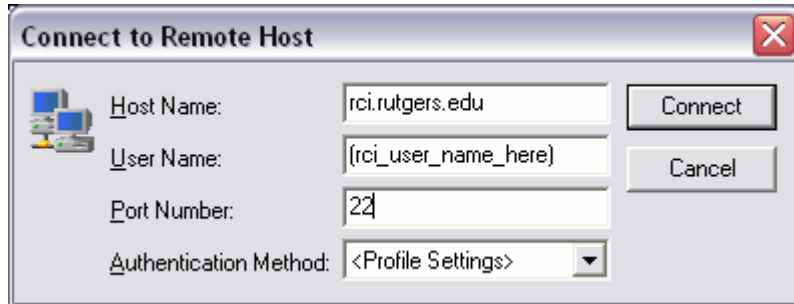 Connect to Remote Host
Host Name: rci.rutgers.edu Connect
User Name: (rci_user_name_here) Cancel
Port Number: 22
Authentication Method: <Profile Settings>